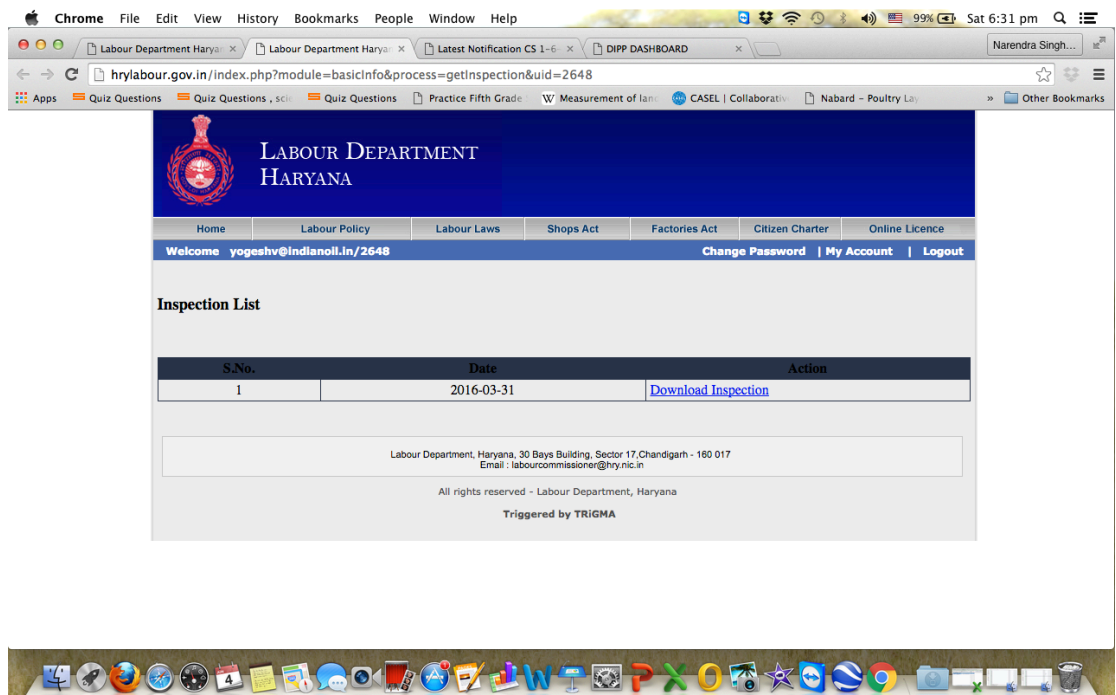 Chrome File Edit View History Bookmarks People Window Help 99% Sat 6:31 pm
Labour Department Haryan × Labour Department Haryan × Latest Notification CS 1-6- × DIPP DASHBOARD × Narendra Singh...
hrylabour.gov.in/index.php?module=basicInfo&process=getInspection&uid=2648
Apps Quiz Questions Quiz Questions , scie Quiz Questions Practice Fifth Grade W Measurement of lanc CASEL | Collaborativ Nabard - Poultry Lay » Other Bookmarks
LABOUR DEPARTMENT
HARYANA
Home Labour Policy Labour Laws Shops Act Factories Act Citizen Charter Online Licence
Welcome yogeshv@indianoil.in/2648 Change Password | My Account | Logout
Inspection List
S.No. Date Action
1 2016-03-31 Download Inspection
Labour Department, Haryana, 30 Bays Building, Sector 17,Chandigarh - 160 017
Email : labourcommissioner@hry.nic.in
All rights reserved - Labour Department, Haryana
Triggered by TRiGMA
4